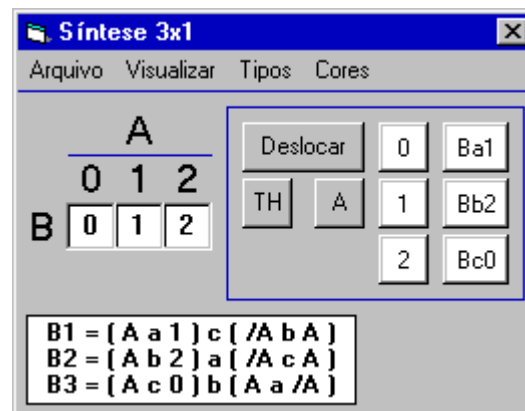 Síntese 3x1
Arquivo Visualizar Tipos Cores
A
0 1 2
B 0 1 2
Deslocar 0 Ba1
TH A 1 Bb2
2 Bc0
B1 = ( A a 1 ) c ( /A b A )
B2 = ( A b 2 ) a ( /A c A )
B3 = ( A c 0 ) b ( A a /A )